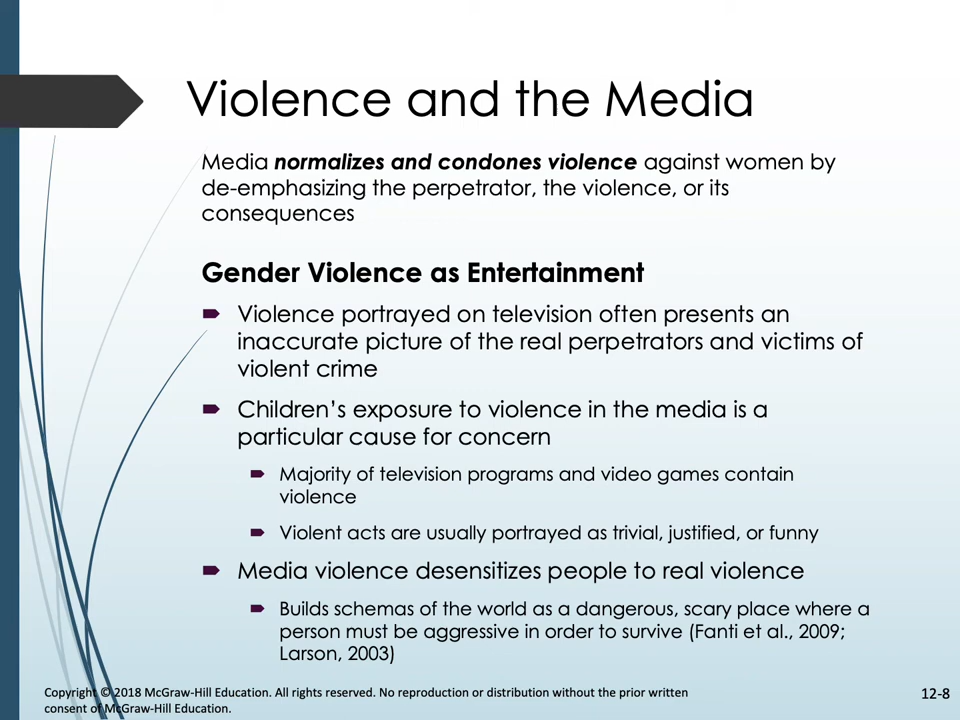 Violence and the Media
Media normalizes and condones violence against women by
de-emphasizing the perpetrator, the violence, or its
consequences
Gender Violence as Entertainment
Violence portrayed on television often presents an
inaccurate picture of the real perpetrators and victims of
violent crime
Children’s exposure to violence in the media is a
particular cause for concern
Majority of television programs and video games contain
violence
Violent acts are usually portrayed as trivial, justified, or funny
Media violence desensitizes people to real violence
Builds schemas of the world as a dangerous, scary place where a
person must be aggressive in order to survive (Fanti et al., 2009;
Larson, 2003)
Copyright © 2018 McGraw-Hill Education. All rights reserved. No reproduction or distribution without the prior written
consent of McGraw-Hill Education.
12-8